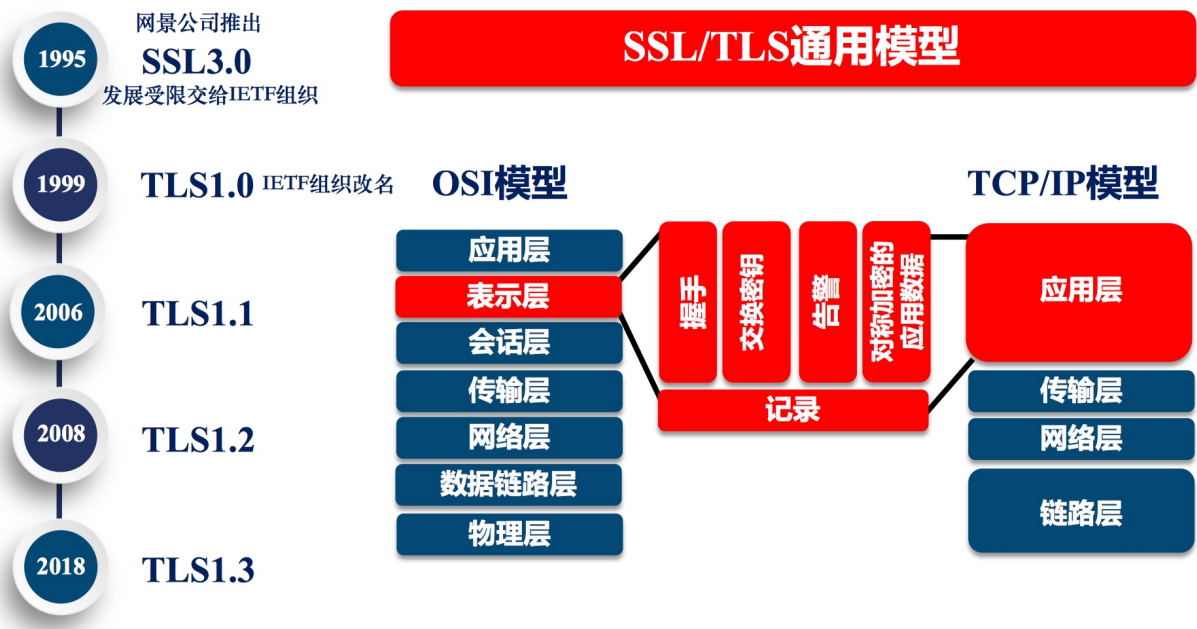 网景公司推出
1995
SSL3.0
发展受限交给IETF组织
1999
TLS1.0 IETF组织改名
2006
TLS1.1
2008
TLS1.2
2018
TLS1.3
SSL/TLS通用模型
OSI模型
应用层
表示层
会话层
传输层
网络层
数据链路层
物理层
握手
交换密钥
告警
对称加密的
应用数据
记录
TCP/IP模型
应用层
传输层
网络层
链路层